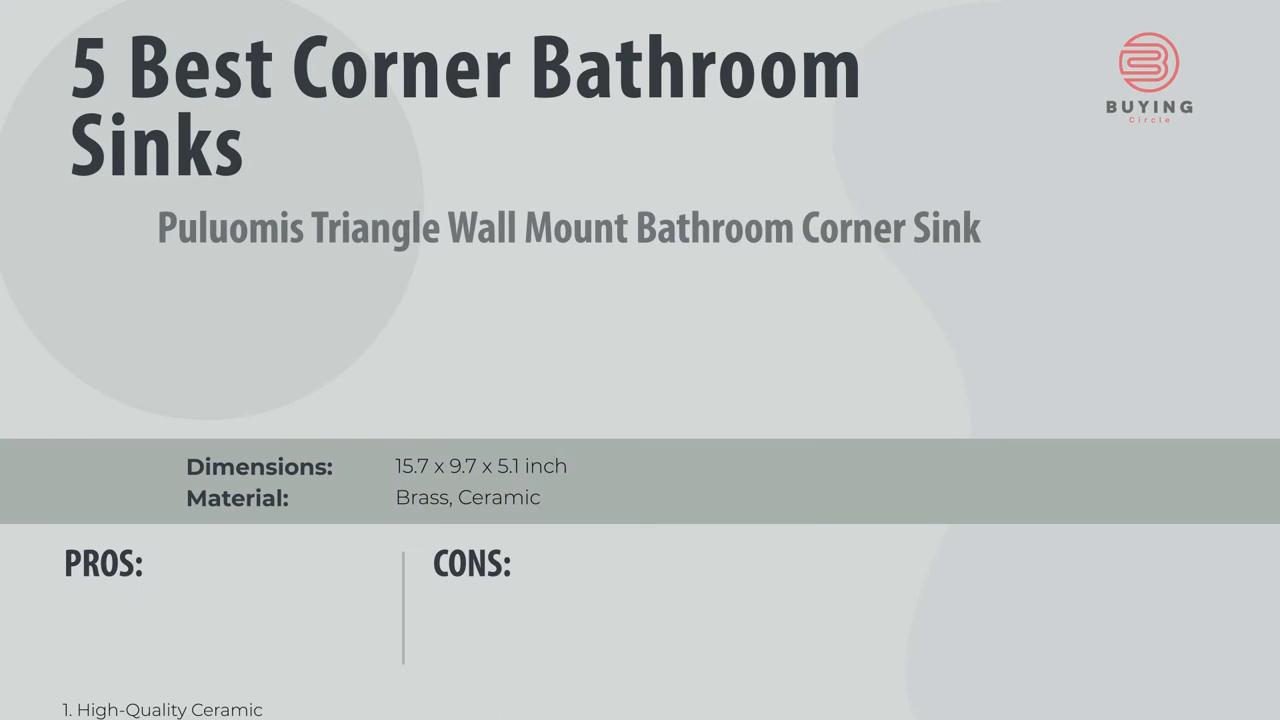 5 Best Corner Bathroom
Sinks
BUYING
Circle
Puluomis Triangle Wall Mount Bathroom Corner Sink
Dimensions: 15.7 x 9.7 x 5.1 inch
Material: Brass, Ceramic
PROS:
CONS:
1. High-Quality Ceramic